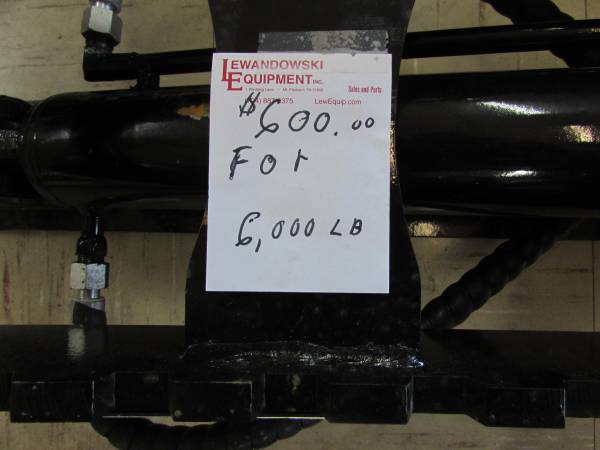 LEWANDOWSKI
EQUIPMENT INC.
Sales and Parts
LewEquip.com
$600.00
For
6,000 LB